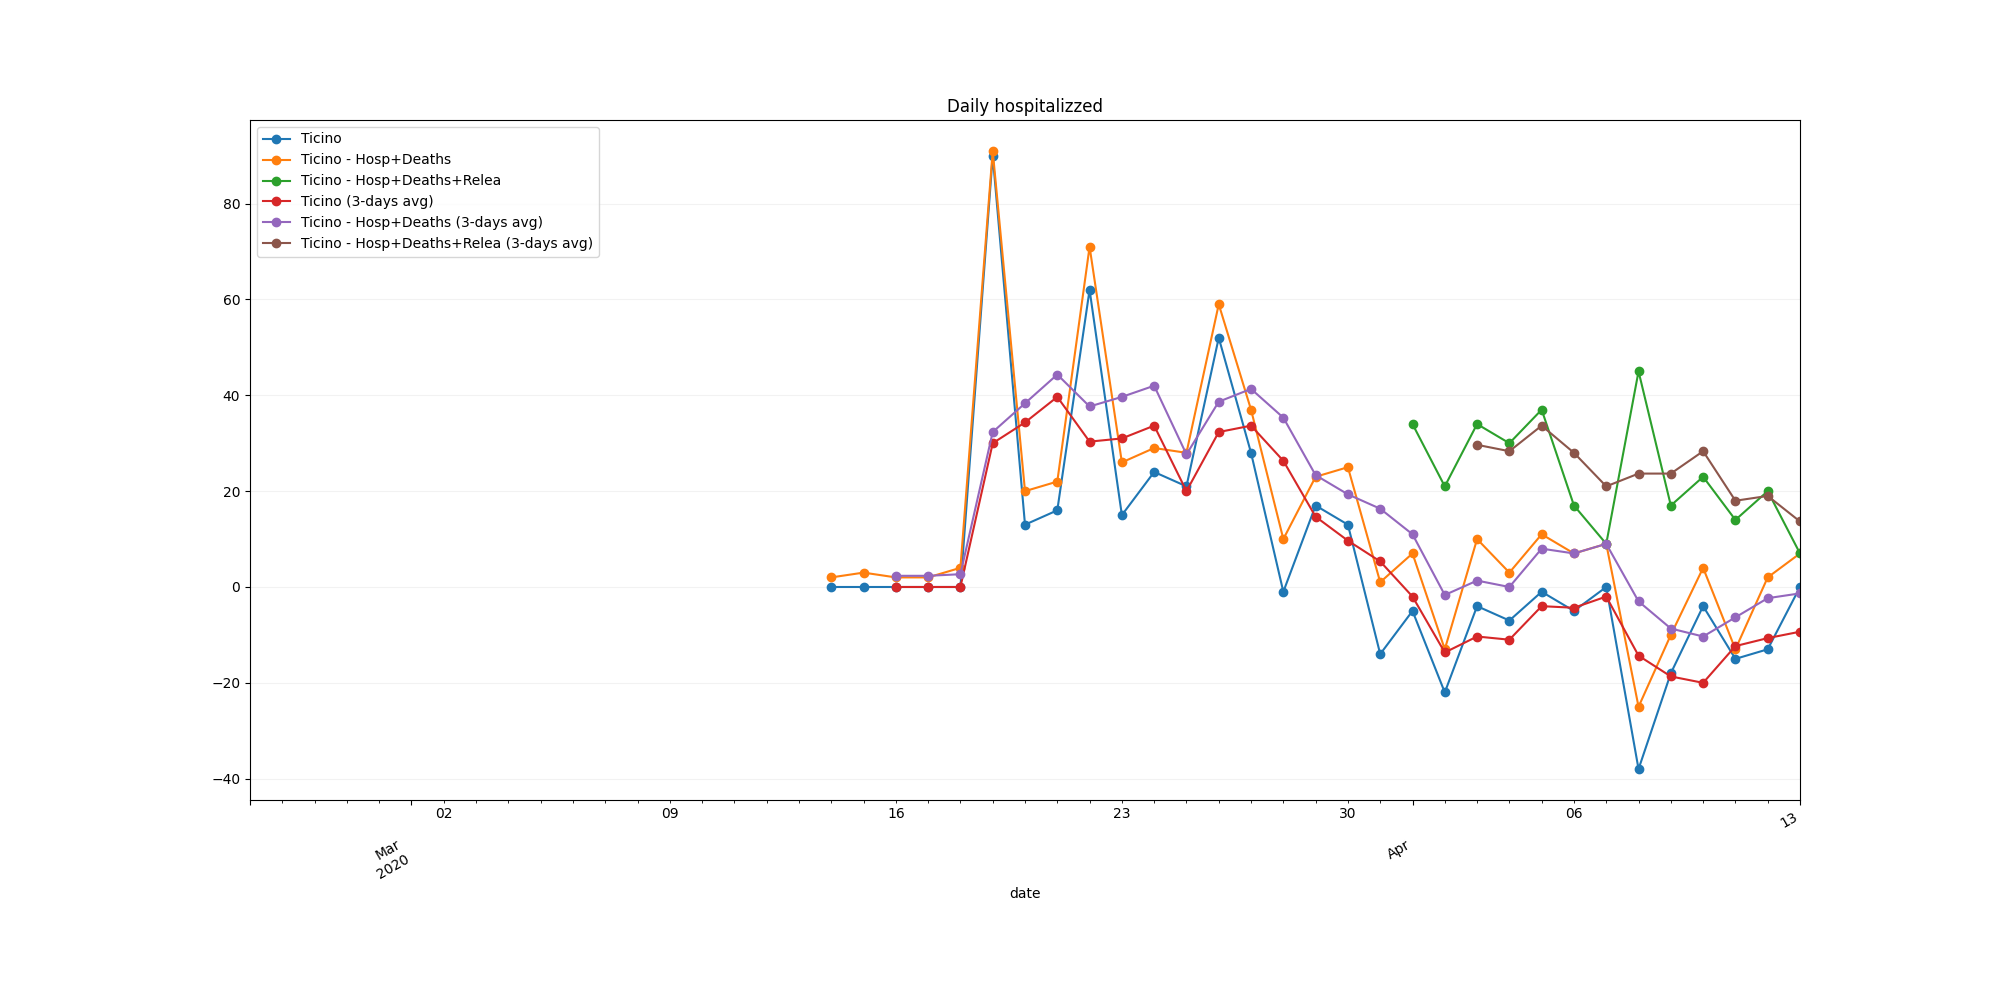 Daily hospitalizzed
Ticino
Ticino - Hosp+Deaths
Ticino - Hosp+Deaths+Relea
Ticino (3-days avg)
Ticino - Hosp+Deaths (3-days avg)
Ticino - Hosp+Deaths+Relea (3-days avg)
80
60
40
20
0
−20
−40
02 09 16 23 30 06 13
Mar Apr
2020
date